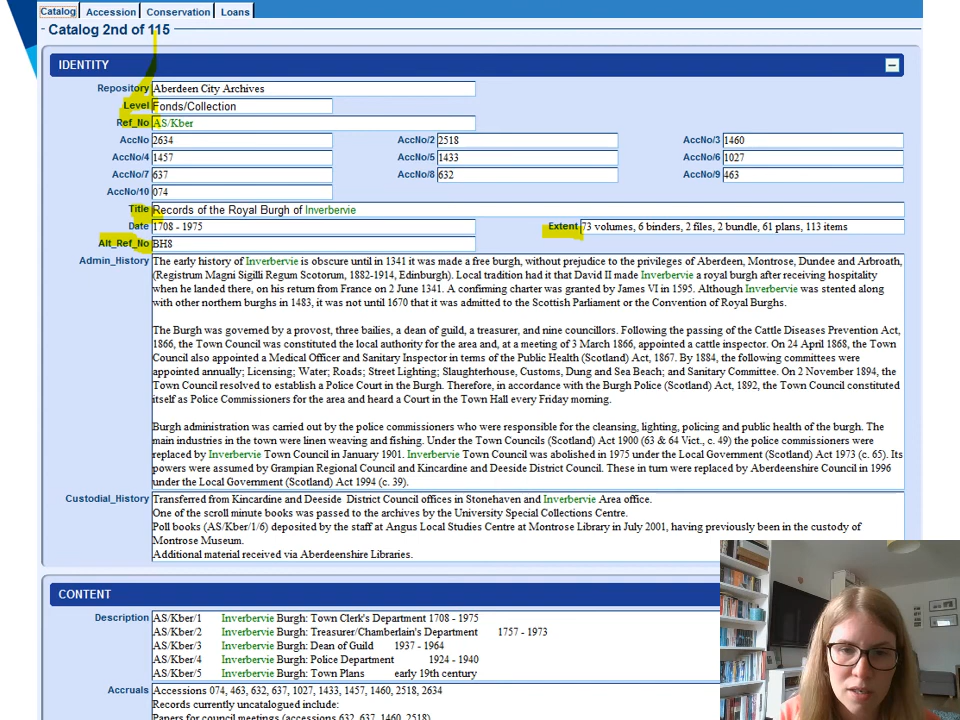 Catalog Accession Conservation Loans
Catalog 2nd of 115
IDENTITY
Repository Aberdeen City Archives
Level Fonds/Collection
Ref_No AS/Kber
AccNo 2634 AccNo/2 2518 AccNo/3 1460
AccNo/4 1457 AccNo/5 1433 AccNo/6 1027
AccNo/7 637 AccNo/8 632 AccNo/9 463
AccNo/10 074
Title Records of the Royal Burgh of Inverbervie
Date 1708 - 1975 Extent 73 volumes, 6 binders, 2 files, 2 bundle, 61 plans, 113 items
Alt_Ref_No BH8
Admin_History The early history of Inverbervie is obscure until in 1341 it was made a free burgh, without prejudice to the privileges of Aberdeen, Montrose, Dundee and Arbroath,
(Registrum Magni Sigilli Regum Scotorum, 1882-1914, Edinburgh). Local tradition had it that David II made Inverbervie a royal burgh after receiving hospitality
when he landed there, on his return from France on 2 June 1341. A confirming charter was granted by James VI in 1595. Although Inverbervie was stented along
with other northern burghs in 1483, it was not until 1670 that it was admitted to the Scottish Parliament or the Convention of Royal Burghs.
The Burgh was governed by a provost, three bailies, a dean of guild, a treasurer, and nine councillors. Following the passing of the Cattle Diseases Prevention Act,
1866, the Town Council was constituted the local authority for the area and, at a meeting of 3 March 1866, appointed a cattle inspector. On 24 April 1868, the Town
Council also appointed a Medical Officer and Sanitary Inspector in terms of the Public Health (Scotland) Act, 1867. By 1884, the following committees were
appointed annually; Licensing; Water; Roads; Street Lighting; Slaughterhouse, Customs, Dung and Sea Beach; and Sanitary Committee. On 2 November 1894, the
Town Council resolved to establish a Police Court in the Burgh. Therefore, in accordance with the Burgh Police (Scotland) Act, 1892, the Town Council constituted
itself as Police Commissioners for the area and heard a Court in the Town Hall every Friday morning.
Burgh administration was carried out by the police commissioners who were responsible for the cleansing, lighting, policing and public health of the burgh. The
main industries in the town were linen weaving and fishing. Under the Town Councils (Scotland) Act 1900 (63 & 64 Vict., c. 49) the police commissioners were
replaced by Inverbervie Town Council in January 1901. Inverbervie Town Council was abolished in 1975 under the Local Government (Scotland) Act 1973 (c. 65). Its
powers were assumed by Grampian Regional Council and Kincardine and Deeside District Council. These in turn were replaced by Aberdeenshire Council in 1996
under the Local Government (Scotland) Act 1994 (c. 39).
Custodial_History Transferred from Kincardine and Deeside District Council offices in Stonehaven and Inverbervie Area office.
One of the scroll minute books was passed to the archives by the University Special Collections Centre.
Poll books (AS/Kber/1/6) deposited by the staff at Angus Local Studies Centre at Montrose Library in July 2001, having previously been in the custody of
Montrose Museum.
Additional material received via Aberdeenshire Libraries.
CONTENT
Description AS/Kber/1 Inverbervie Burgh: Town Clerk's Department 1708 - 1975
AS/Kber/2 Inverbervie Burgh: Treasurer/Chamberlain's Department 1757 - 1973
AS/Kber/3 Inverbervie Burgh: Dean of Guild 1937 - 1964
AS/Kber/4 Inverbervie Burgh: Police Department 1924 - 1940
AS/Kber/5 Inverbervie Burgh: Town Plans early 19th century
Accruals Accessions 074, 463, 632, 637, 1027, 1433, 1457, 1460, 2518, 2634
Records currently uncatalogued include:
Papers for council meetings (accessions 632, 637, 1460, 2518)